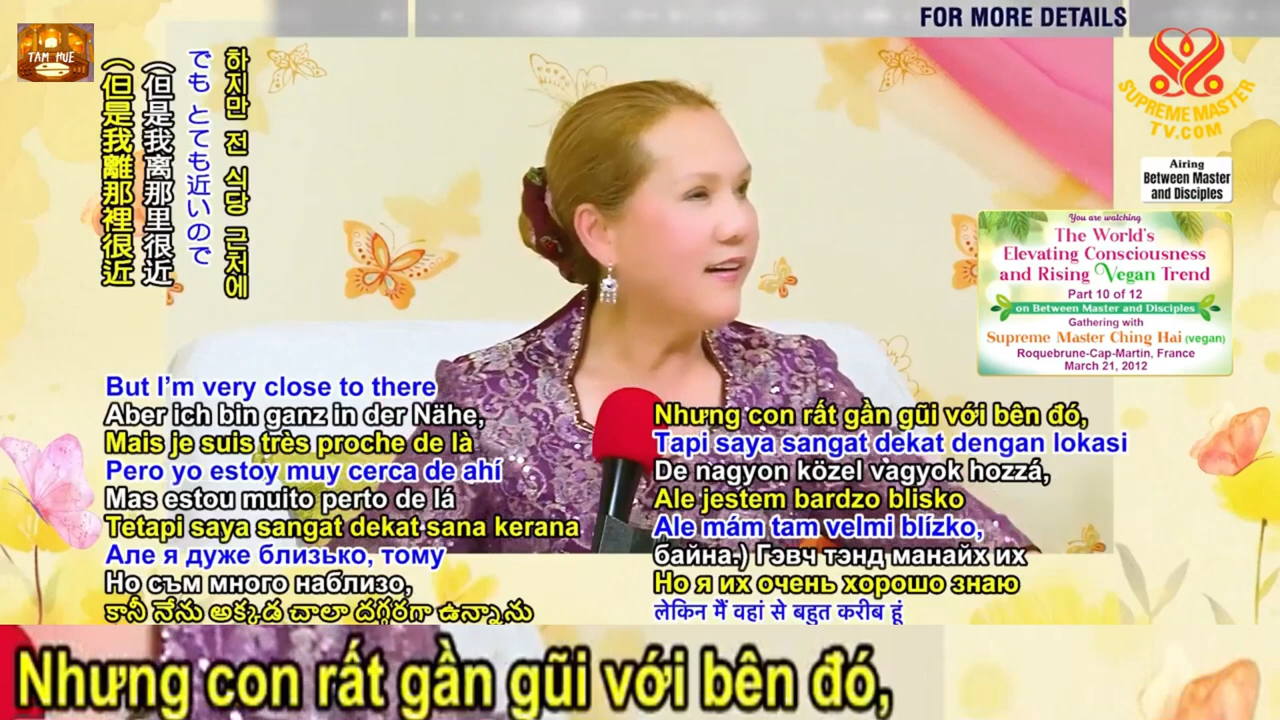 FOR MORE DETAILS
TAM HUE
하지만 전 식당 근처에
でも とても近いので
(但是我离那里很近
(但是我離那裡很近
SUPREME MASTER
TV.COM
Airing
Between Master
and Disciples
You are watching
The World's
Elevating Consciousness
and Rising Vegan Trend
Part 10 of 12
on Between Master and Disciples
Gathering with
Supreme Master Ching Hai (vegan)
Roquebrune-Cap-Martin, France
March 21, 2012
But I'm very close to there
Aber ich bin ganz in der Nähe,
Mais je suis très proche de là
Pero yo estoy muy cerca de ahí
Mas estou muito perto de lá
Tetapi saya sangat dekat sana kerana
Але я дуже близько, тому
Но съм много наблизо,
కానీ నేను అక్కడ చాలా దగ్గరగా ఉన్నాను
Nhưng con rất gần gũi với bên đó,
Tapi saya sangat dekat dengan lokasi
De nagyon közel vagyok hozzá,
Ale jestem bardzo blisko
Ale mám tam velmi blízko,
байна.) Гэвч тэнд манайх их
Но я их очень хорошо знаю
लेकिन मैं वहां से बहुत करीब हूं
Nhưng con rất gần gũi với bên đó,